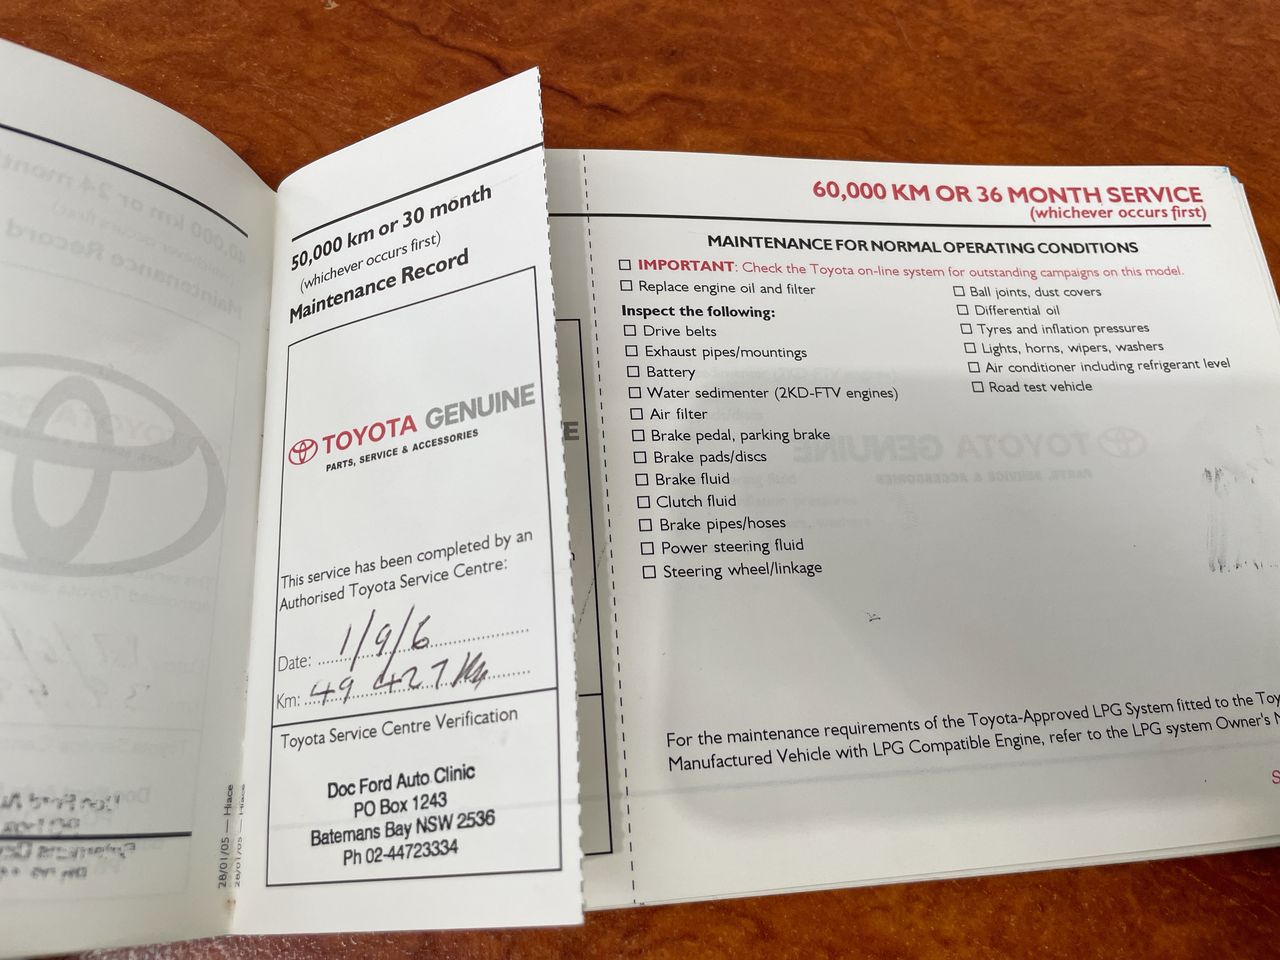 50,000 km or 30 month
(whichever occurs first)
Maintenance Record
TOYOTA GENUINE
PARTS, SERVICE & ACCESSORIES
This service has been completed by an
Authorised Toyota Service Centre:
Date: 1/9/6
Km: 49 427 Km
Toyota Service Centre Verification
Doc Ford Auto Clinic
PO Box 1243
Batemans Bay NSW 2536
Ph 02-44723334
28/01/05 — Hiace
28/01/05 — Hiace
E
60,000 KM OR 36 MONTH SERVICE
(whichever occurs first)
MAINTENANCE FOR NORMAL OPERATING CONDITIONS
IMPORTANT: Check the Toyota on-line system for outstanding campaigns on this model.
Replace engine oil and filter
Inspect the following:
Drive belts
Exhaust pipes/mountings
Battery
Water sedimenter (2KD-FTV engines)
Air filter
Brake pedal, parking brake
Brake pads/discs
Brake fluid
Clutch fluid
Brake pipes/hoses
Power steering fluid
Steering wheel/linkage
Ball joints, dust covers
Differential oil
Tyres and inflation pressures
Lights, horns, wipers, washers
Air conditioner including refrigerant level
Road test vehicle
For the maintenance requirements of the Toyota-Approved LPG System fitted to the Toy
Manufactured Vehicle with LPG Compatible Engine, refer to the LPG system Owner's M
S